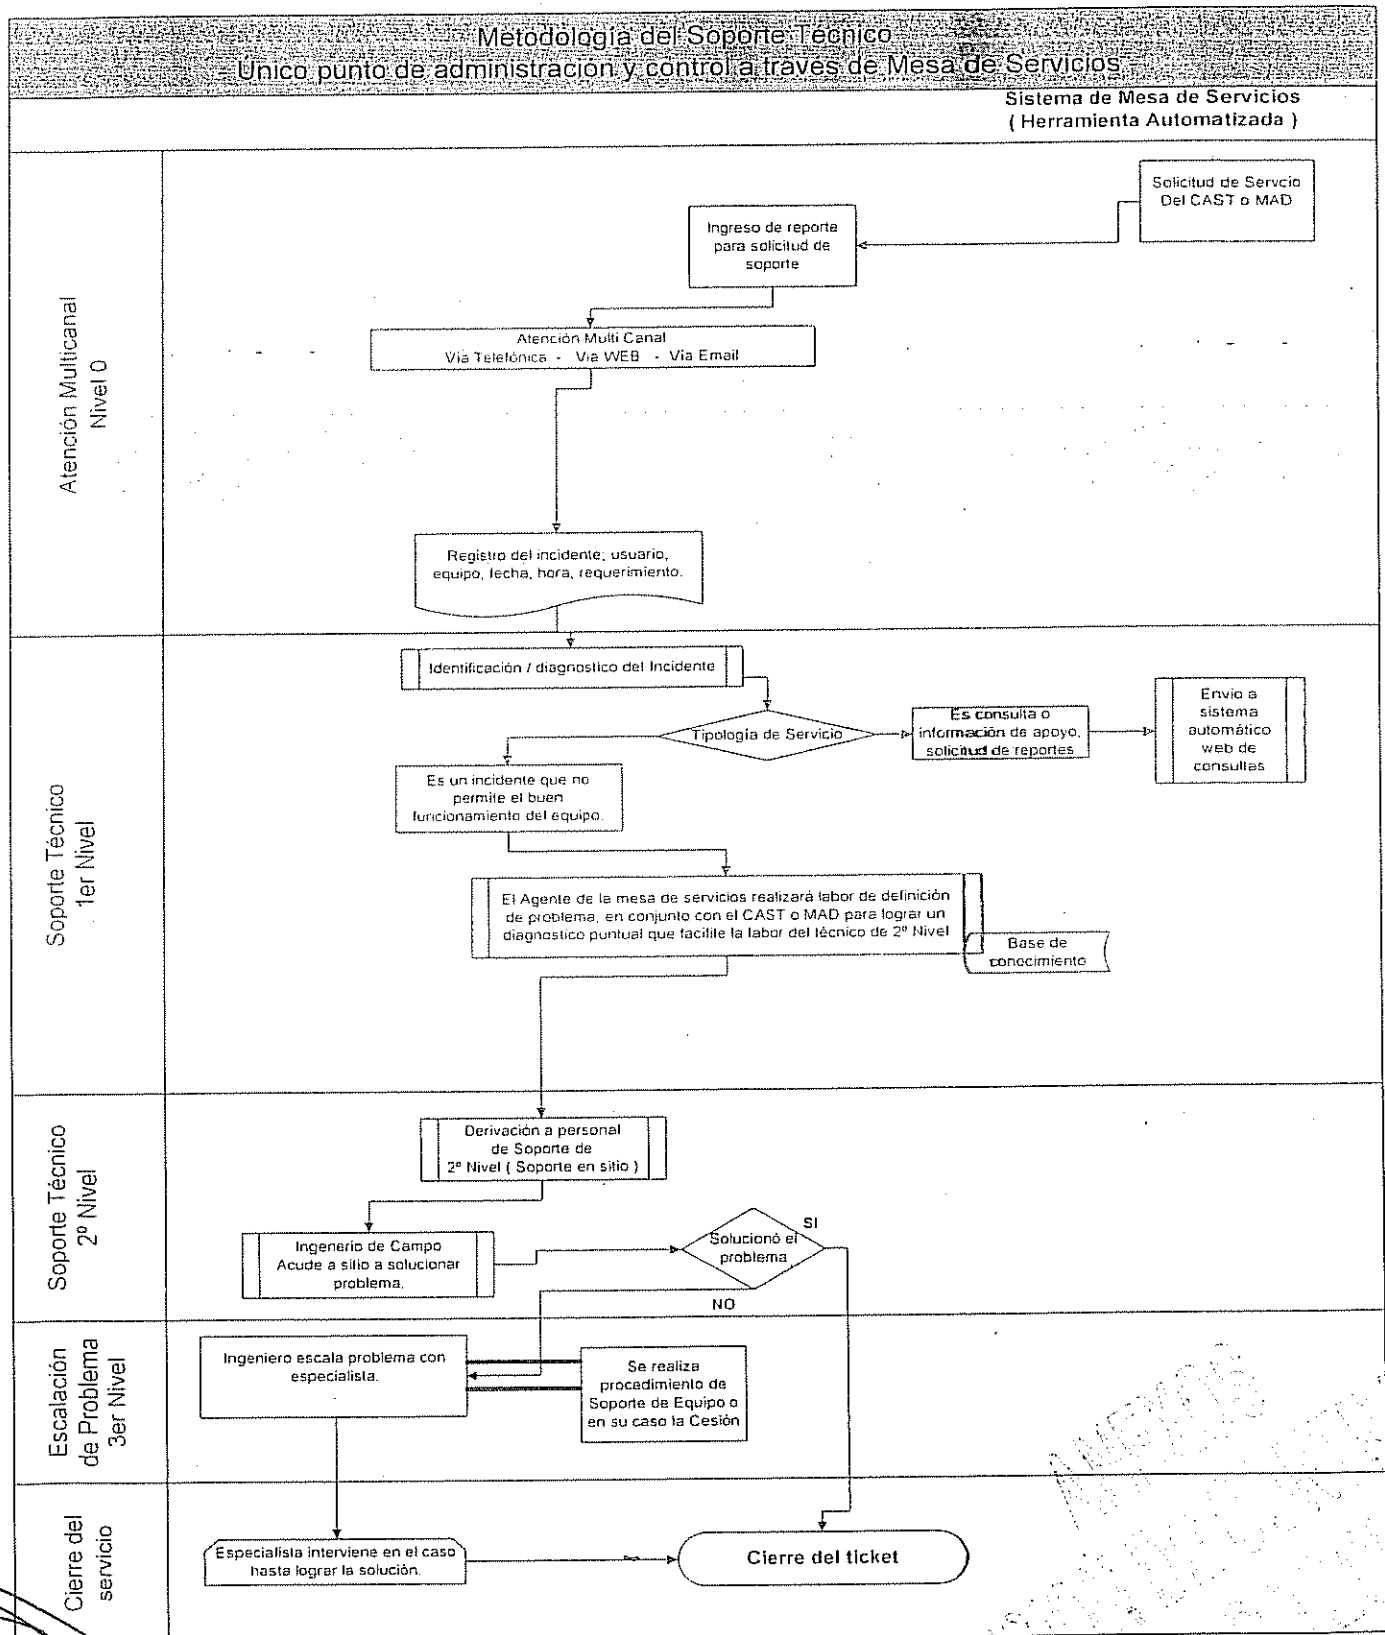 Metodología del Soporte Técnico
Unico punto de administración y control a través de Mesa de Servicios
Sistema de Mesa de Servicios
( Herramienta Automatizada )
Atención Multicanal
Nivel 0
Solicitud de Servcio
Del CAST o MAD
Ingreso de reporte
para solicitud de
soporte
Atención Multi Canal
Vía Telefónica - Vía WEB - Vía Email
Registro del incidente; usuario,
equipo, fecha, hora, requerimiento.
Soporte Técnico
1er Nivel
Identificación / diagnostico del Incidente
Tipología de Servicio
Es consulta o
información de apoyo,
solicitud de reportes
Envío a
sistema
automático
web de
consultas
Es un incidente que no
permite el buen
funcionamiento del equipo.
El Agente de la mesa de servicios realizará labor de definición
de problema, en conjunto con el CAST o MAD para lograr un
diagnostico puntual que facilite la labor del técnico de 2º Nivel
Base de
conocimiento
Soporte Técnico
2º Nivel
Derivación a personal
de Soporte de
2º Nivel ( Soporte en sitio )
Ingenerio de Campo
Acude a sitio a solucionar
problema.
Solucionó el
problema
SI
NO
Escalación
de Problema
3er Nivel
Ingeniero escala problema con
especialista.
Se realiza
procedimiento de
Soporte de Equipo o
en su caso la Cesión
Cierre del
servicio
Especialista interviene en el caso
hasta lograr la solución.
Cierre del ticket